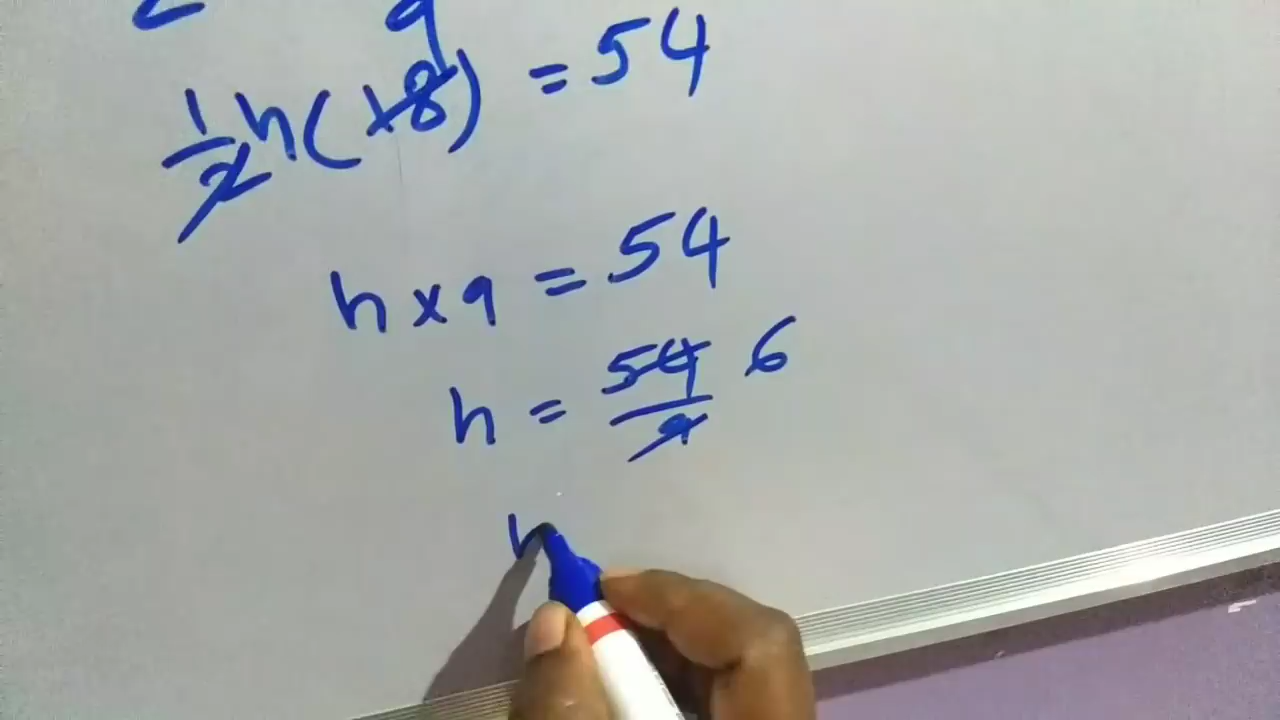 9
1/2 h(18) = 54
h x 9 = 54
h = 54/9 6
h